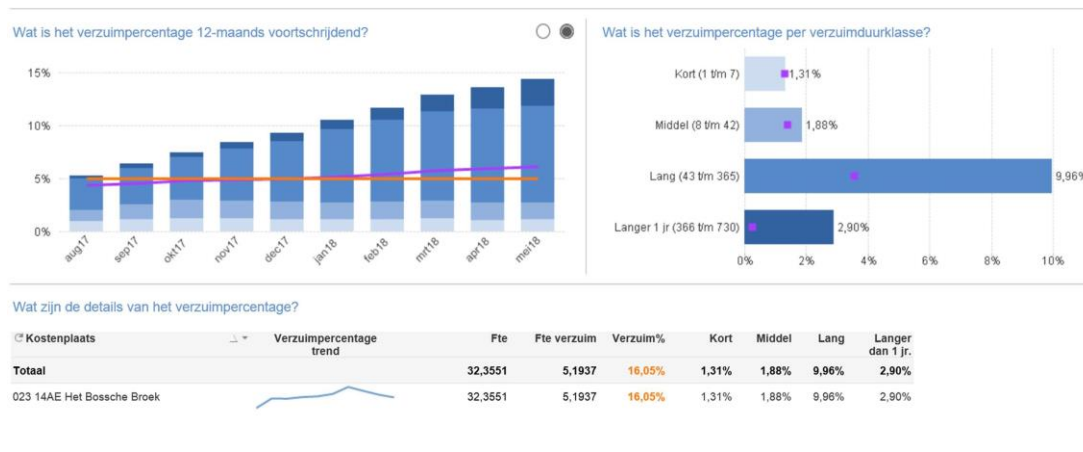 Wat is het verzuimpercentage 12-maands voortschrijdend?
15%
10%
5%
0%
aug17 sep17 okt17 nov17 dec17 jan18 feb18 mrt18 apr18 mei18
Wat is het verzuimpercentage per verzuimduurklasse?
Kort (1 t/m 7) 1,31%
Middel (8 t/m 42) 1,88%
Lang (43 t/m 365) 9,96%
Langer 1 jr (366 t/m 730) 2,90%
0% 2% 4% 6% 8% 10%
Wat zijn de details van het verzuimpercentage?
Kostenplaats Verzuimpercentage trend Fte Fte verzuim Verzuim% Kort Middel Lang Langer dan 1 jr.
Totaal 32,3551 5,1937 16,05% 1,31% 1,88% 9,96% 2,90%
023 14AE Het Bossche Broek 32,3551 5,1937 16,05% 1,31% 1,88% 9,96% 2,90%